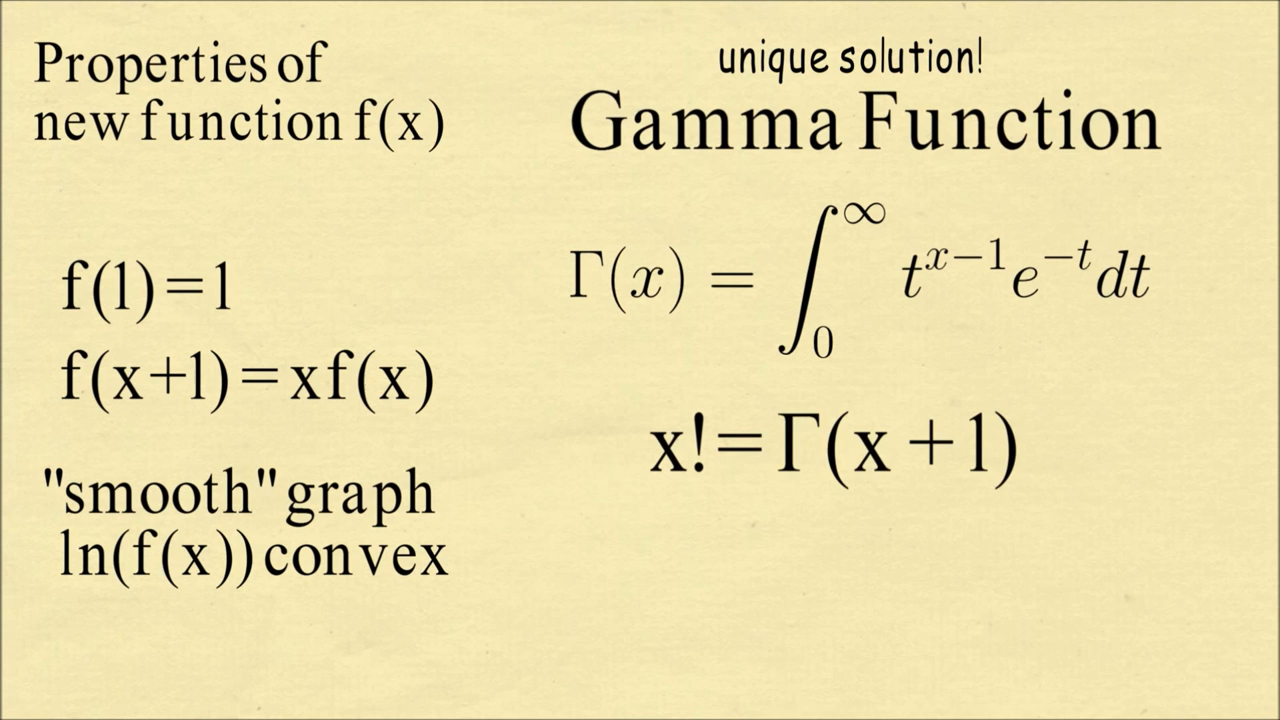 Properties of
new function f(x)
f(1)=1
f(x+1)=xf(x)
"smooth" graph
ln(f(x)) convex
unique solution!
Gamma Function
Γ(x) = ∫₀^∞ t^{x−1}e^{−t}dt
x!=Γ(x+1)